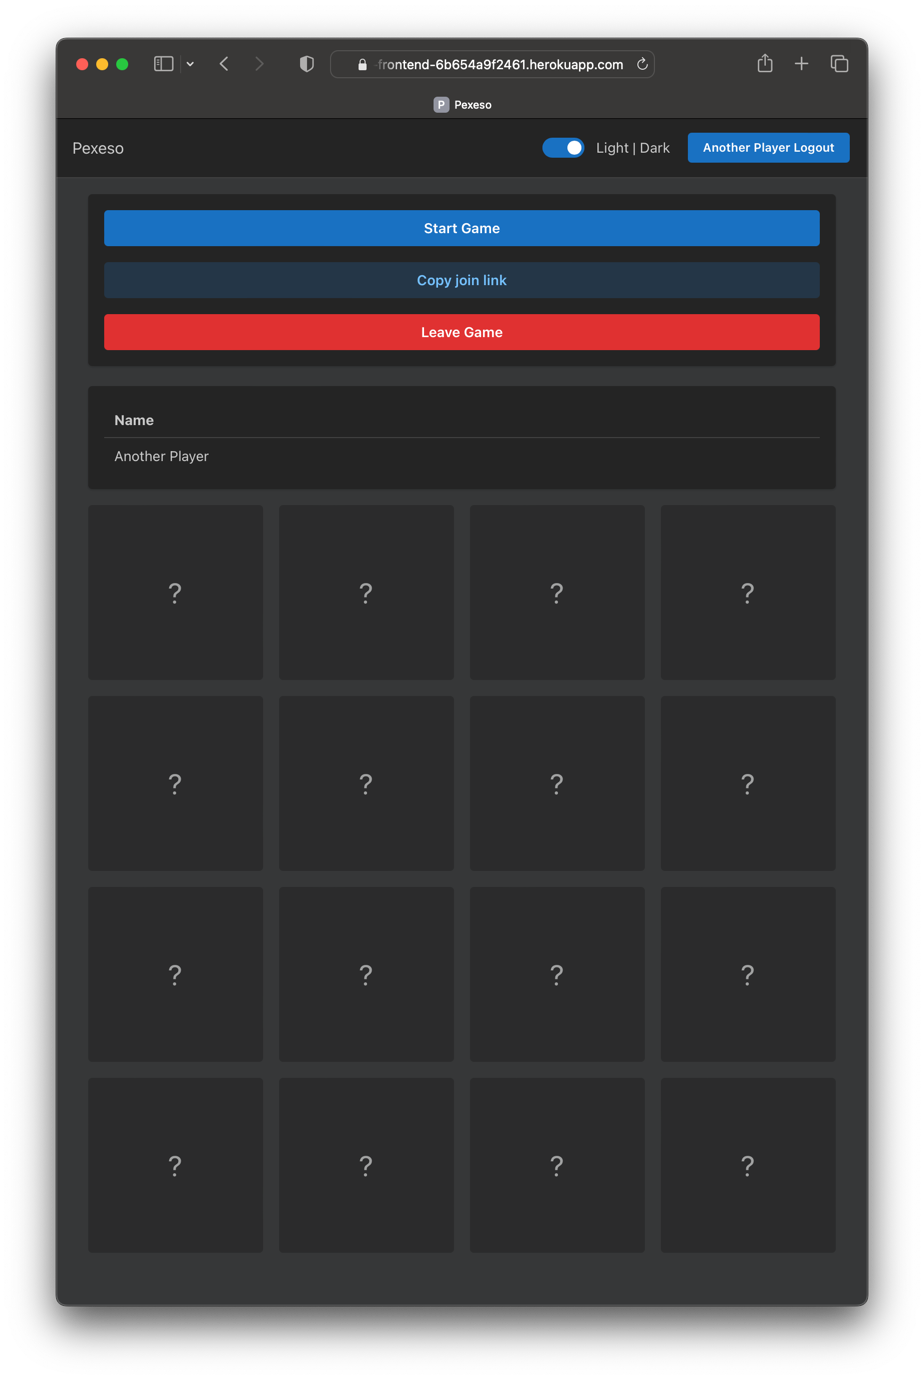 frontend-6b654a9f2461.herokuapp.com
P Pexeso
Pexeso
Light | Dark
Another Player Logout
Start Game
Copy join link
Leave Game
Name
Another Player
? ? ? ?
? ? ? ?
? ? ? ?
? ? ? ?